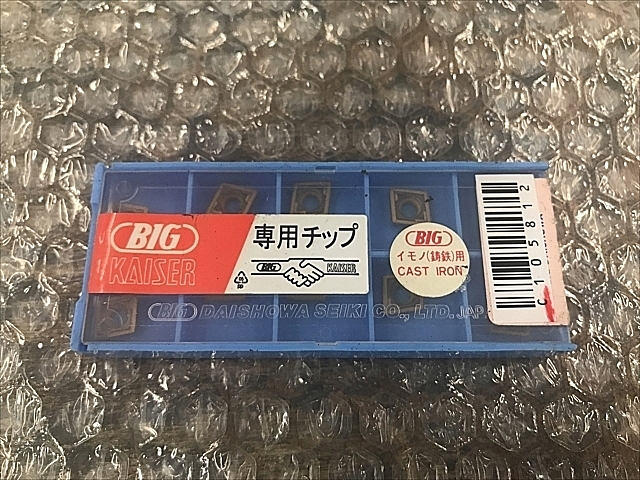 BIG
KAISER
専用チップ
BIG KAISER
BIG
イモノ(鋳鉄)用
CAST IRON
BIG DAISHOWA SEIKI CO., LTD. JAP
C105812